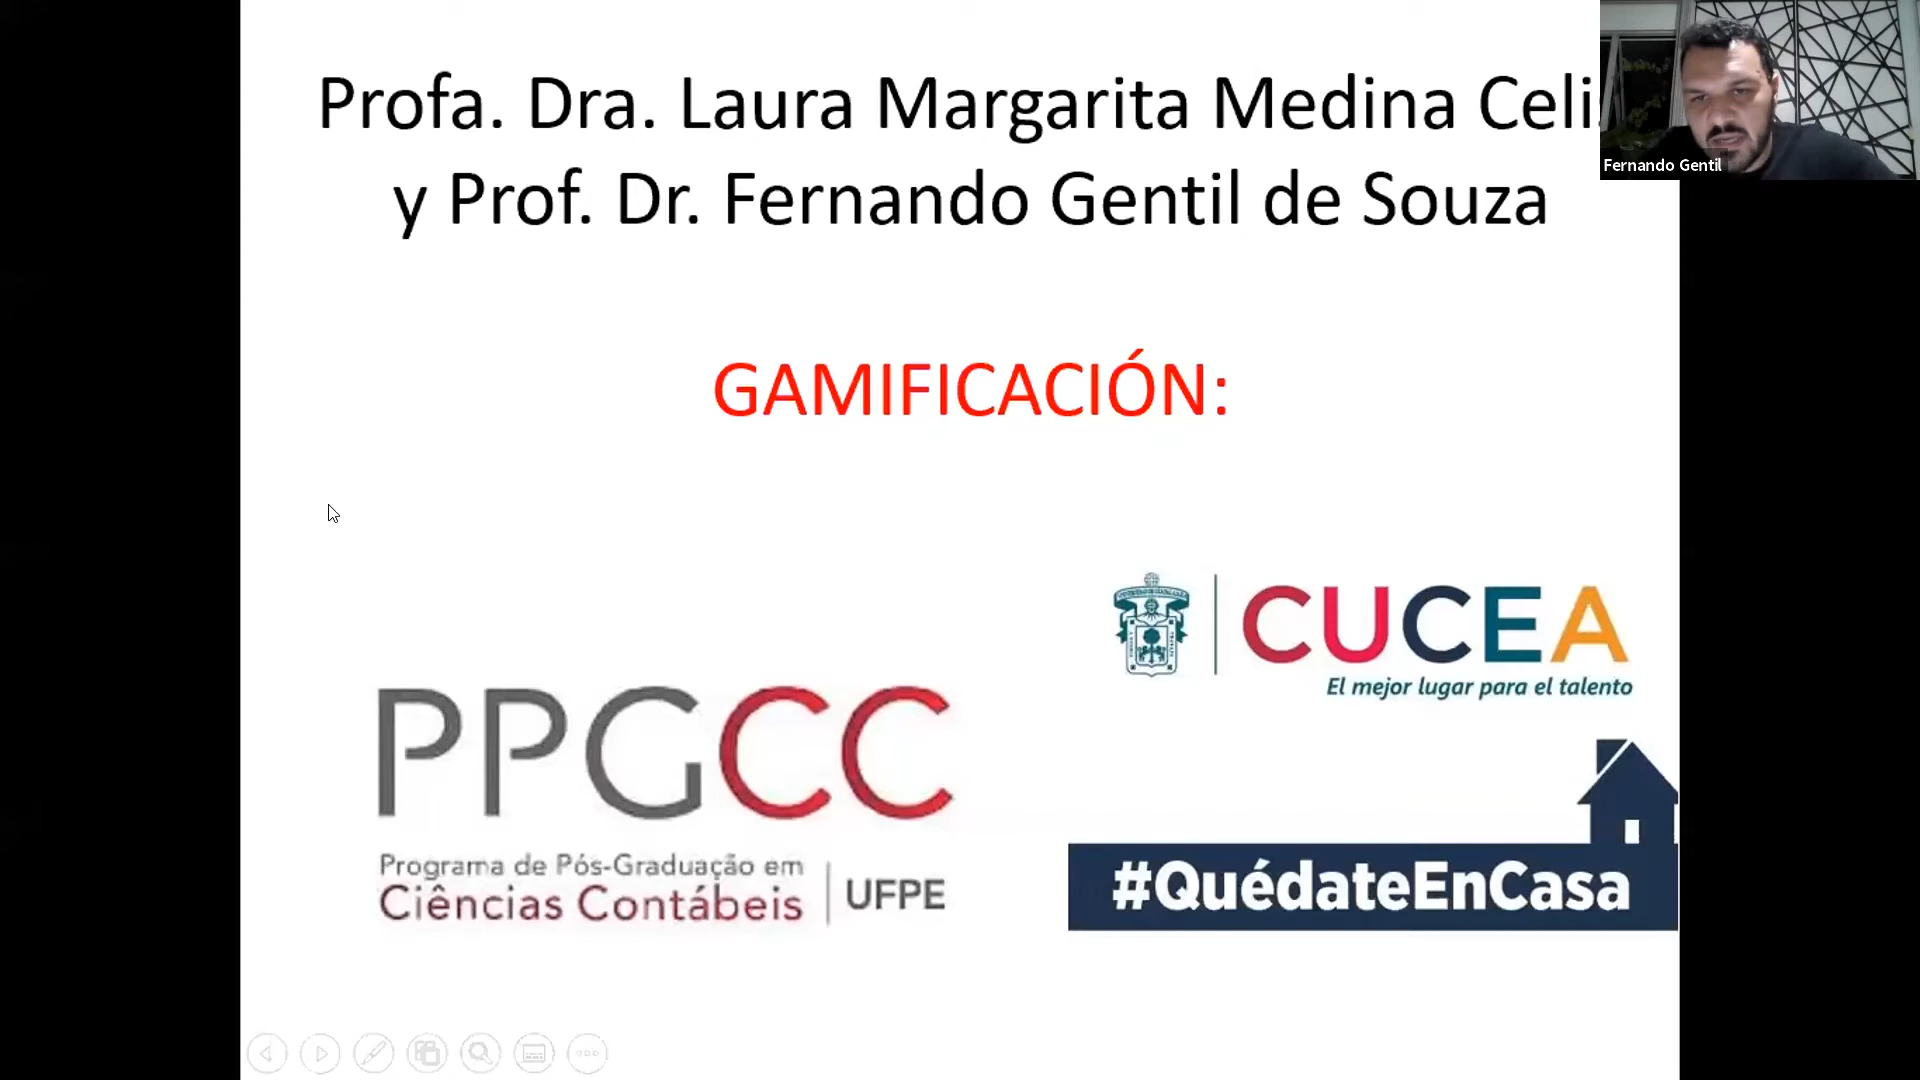 Profa. Dra. Laura Margarita Medina Celi
y Prof. Dr. Fernando Gentil de Souza
Fernando Gentil
GAMIFICACIÓN:
CUCEA
El mejor lugar para el talento
PPGCC
Programa de Pós-Graduação em
Ciências Contábeis
UFPE
#QuédateEnCasa